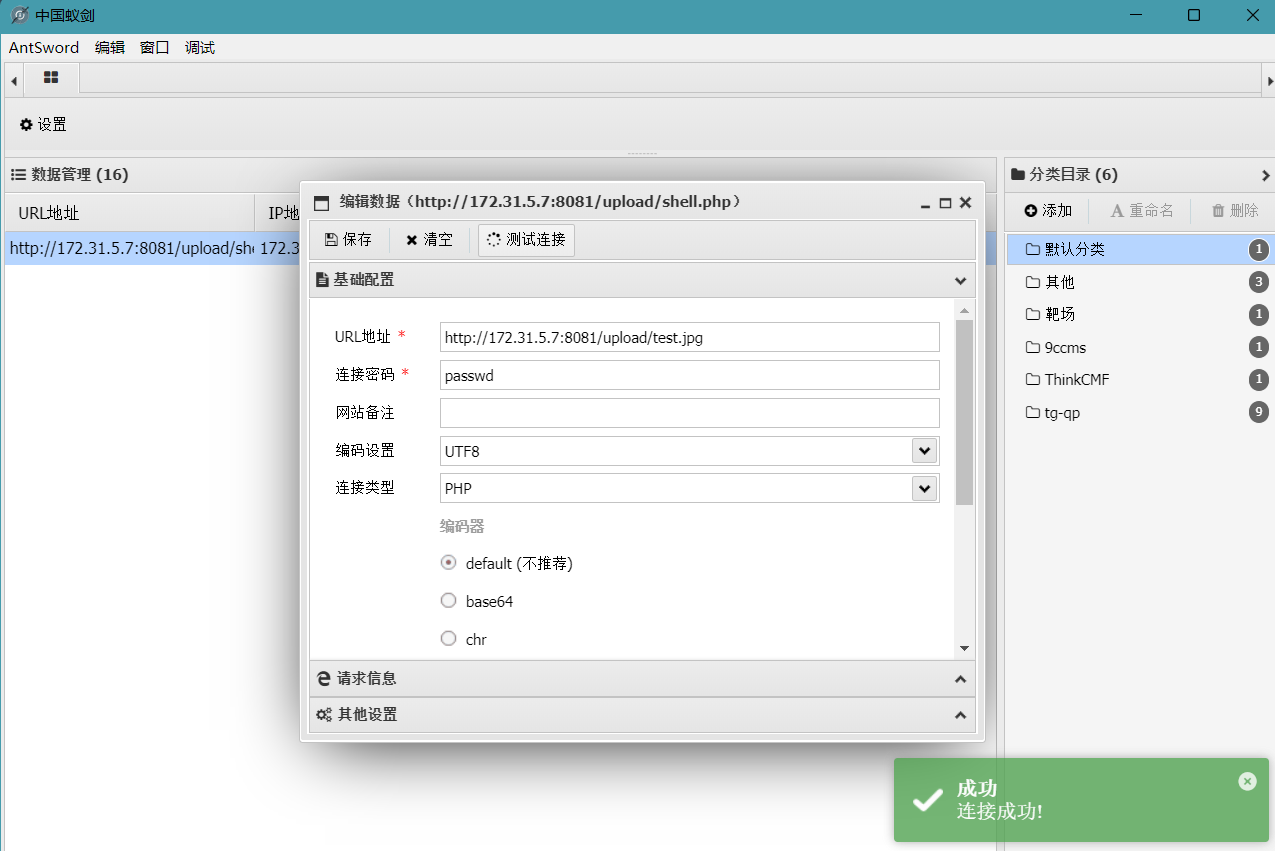 中国蚁剑
AntSword 编辑 窗口 调试
设置
数据管理 (16)
URL地址 IP地
http://172.31.5.7:8081/upload/she 172.3
编辑数据（http://172.31.5.7:8081/upload/shell.php）
保存 清空 测试连接
基础配置
URL地址 *
http://172.31.5.7:8081/upload/test.jpg
连接密码 *
passwd
网站备注
编码设置
UTF8
连接类型
PHP
编码器
default (不推荐)
base64
chr
请求信息
其他设置
分类目录 (6)
添加 重命名 删除
默认分类 1
其他 3
靶场 1
9ccms 1
ThinkCMF 1
tg-qp 9
成功
连接成功!